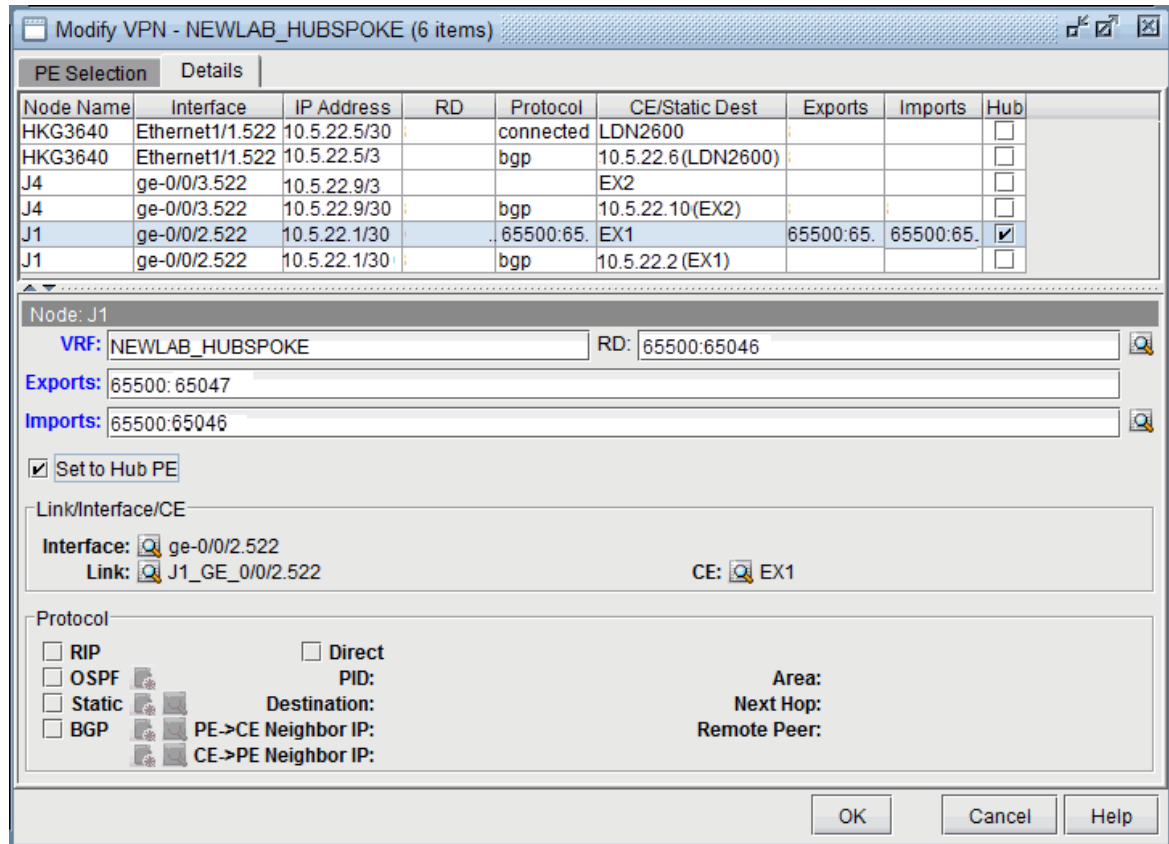 Modify VPN - NEWLAB_HUBSPOKE (6 items)
PE Selection Details
Node Name Interface IP Address RD Protocol CE/Static Dest Exports Imports Hub
HKG3640 Ethernet1/1.522 10.5.22.5/30 connected LDN2600
HKG3640 Ethernet1/1.522 10.5.22.5/3 bgp 10.5.22.6(LDN2600)
J4 ge-0/0/3.522 10.5.22.9/3 EX2
J4 ge-0/0/3.522 10.5.22.9/30 bgp 10.5.22.10(EX2)
J1 ge-0/0/2.522 10.5.22.1/30 . 65500:65. EX1 65500:65. 65500:65.
J1 ge-0/0/2.522 10.5.22.1/30 bgp 10.5.22.2 (EX1)
Node: J1
VRF: NEWLAB_HUBSPOKE RD: 65500:65046
Exports: 65500: 65047
Imports: 65500:65046
Set to Hub PE
Link/Interface/CE
Interface: ge-0/0/2.522
Link: J1_GE_0/0/2.522 CE: EX1
Protocol
RIP Direct
OSPF PID: Area:
Static Destination: Next Hop:
BGP PE->CE Neighbor IP: Remote Peer:
CE->PE Neighbor IP:
OK Cancel Help